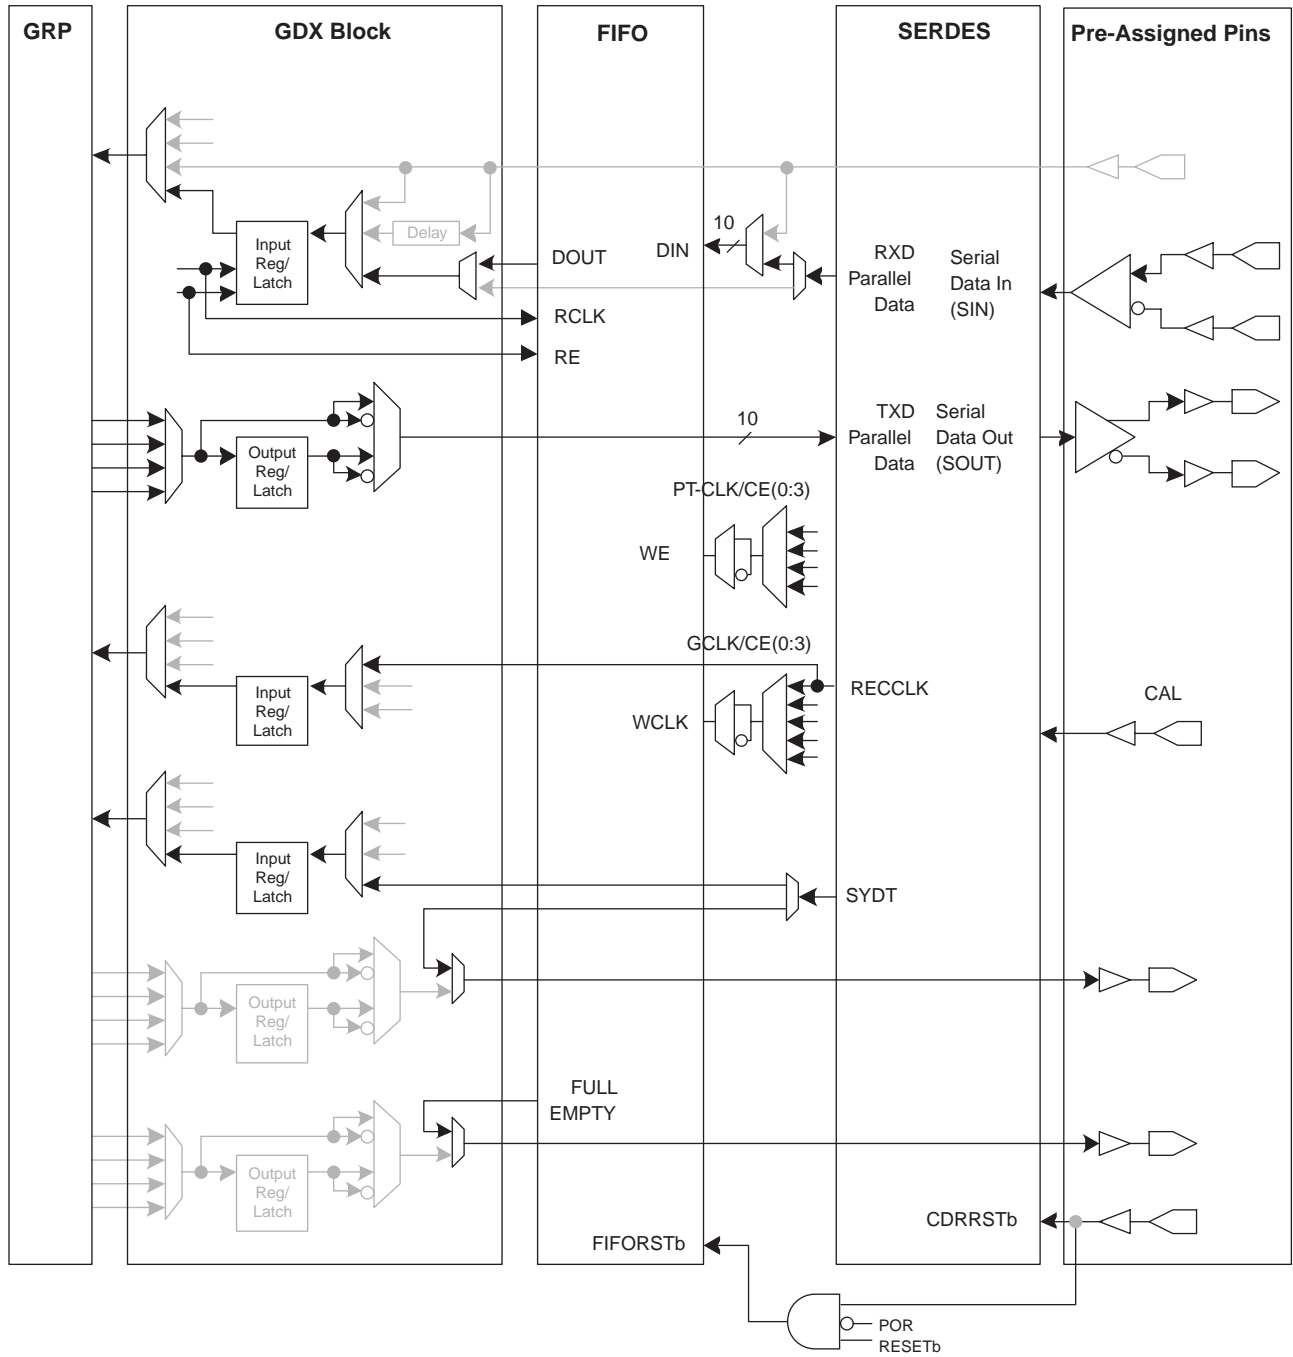 GRP
GDX Block
FIFO
SERDES
Pre-Assigned Pins
Delay
Input
Reg/
Latch
DOUT
RCLK
RE
DIN
10
RXD
Parallel
Data
Serial
Data In
(SIN)
Output
Reg/
Latch
10
TXD
Parallel
Data
Serial
Data Out
(SOUT)
PT-CLK/CE(0:3)
WE
GCLK/CE(0:3)
Input
Reg/
Latch
WCLK
RECCLK
CAL
Input
Reg/
Latch
SYDT
Output
Reg/
Latch
FULL
EMPTY
Output
Reg/
Latch
CDRRSTb
FIFORSTb
POR
RESETb